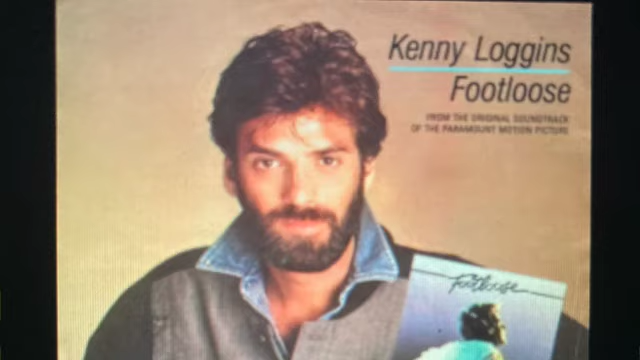 Kenny Loggins
Footloose
FROM THE ORIGINAL SOUNDTRACK
OF THE PARAMOUNT MOTION PICTURE
Footloose